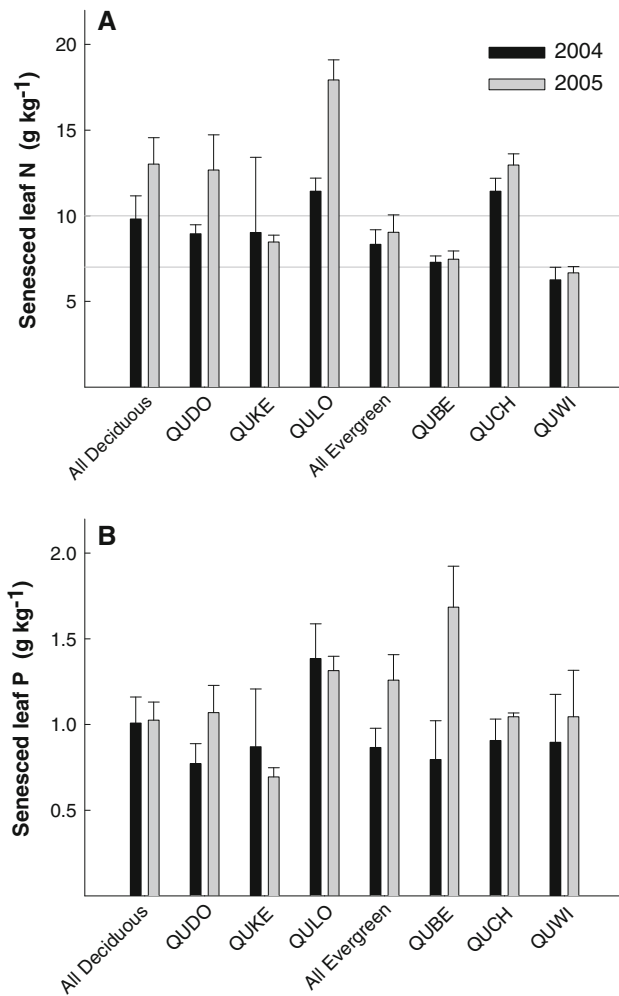 A
2004
2005
Senesced leaf N (g kg-1)
20
15
10
5
All Deciduous
QUDO
QUKE
QULO
All Evergreen
QUBE
QUCH
QUWI
B
Senesced leaf P (g kg-1)
2.0
1.5
1.0
0.5
All Deciduous
QUDO
QUKE
QULO
All Evergreen
QUBE
QUCH
QUWI